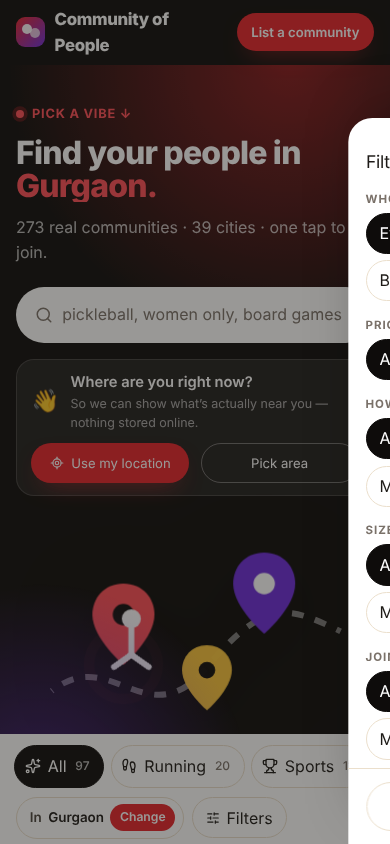 Community of
People
List a community
PICK A VIBE ↓
Find your people in
Gurgaon.
273 real communities · 39 cities · one tap to
join.
pickleball, women only, board games
Where are you right now?
So we can show what's actually near you —
nothing stored online.
Use my location
Pick area
All 97
Running 20
Sports
In Gurgaon Change
Filters